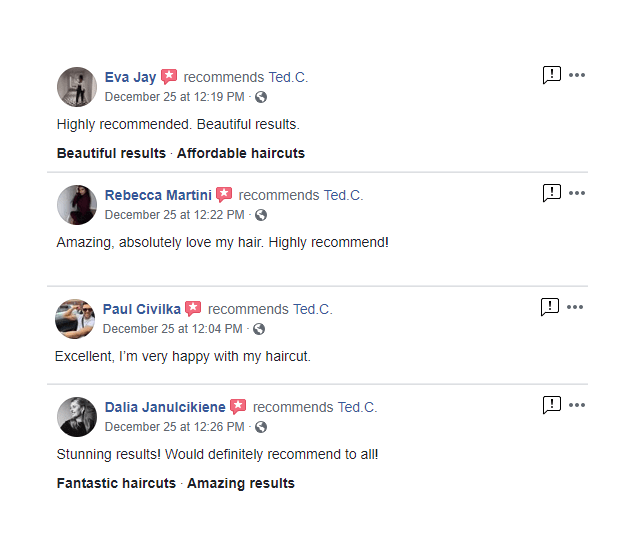 Eva Jay recommends Ted.C.
December 25 at 12:19 PM ·
Highly recommended. Beautiful results.
Beautiful results · Affordable haircuts
Rebecca Martini recommends Ted.C.
December 25 at 12:22 PM ·
Amazing, absolutely love my hair. Highly recommend!
Paul Civilka recommends Ted.C.
December 25 at 12:04 PM ·
Excellent, I’m very happy with my haircut.
Dalia Janulcikiene recommends Ted.C.
December 25 at 12:26 PM ·
Stunning results! Would definitely recommend to all!
Fantastic haircuts · Amazing results